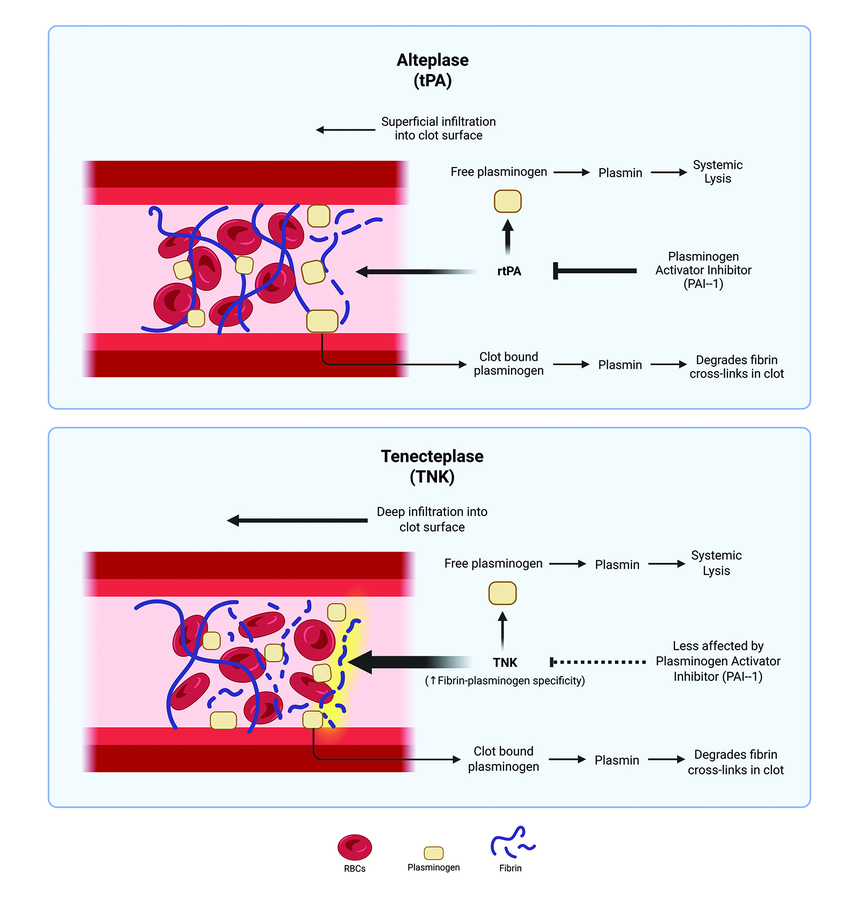 Alteplase
(tPA)
Superficial infiltration
into clot surface
Free plasminogen
Plasmin
Systemic
Lysis
rtPA
Plasminogen
Activator Inhibitor
(PAI--1)
Clot bound
plasminogen
Plasmin
Degrades fibrin
cross-links in clot
Tenecteplase
(TNK)
Deep infiltration into
clot surface
Free plasminogen
Plasmin
Systemic
Lysis
TNK
(↑Fibrin-plasminogen specificity)
Less affected by
Plasminogen Activator
Inhibitor (PAI--1)
Clot bound
plasminogen
Plasmin
Degrades fibrin
cross-links in clot
RBCs
Plasminogen
Fibrin